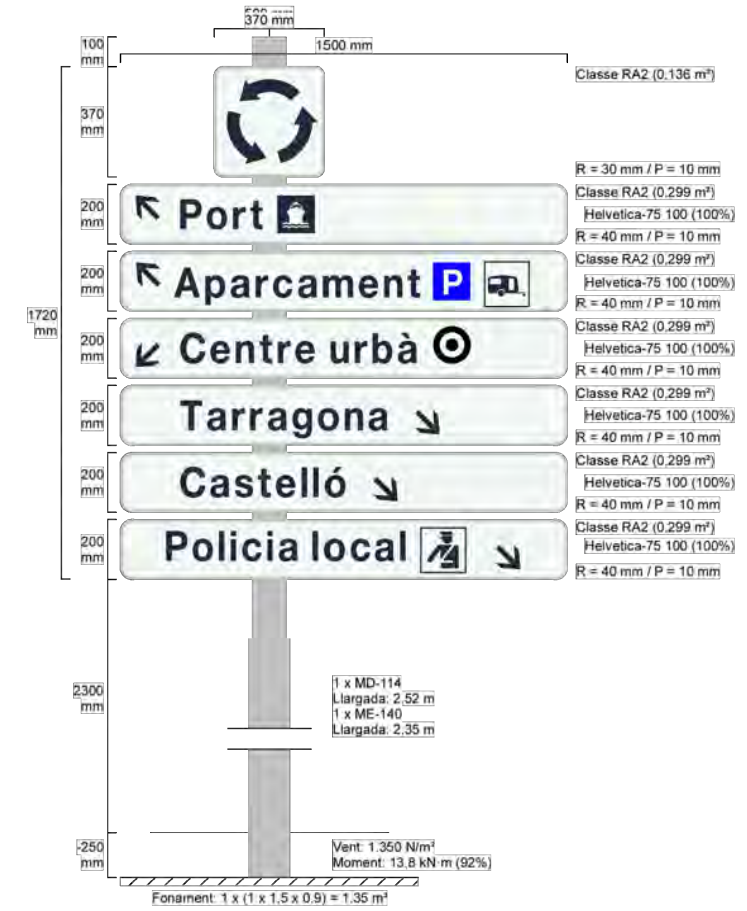 370 mm
1500 mm
100
mm
Classe RA2 (0,136 m²)
370
mm
R = 30 mm / P = 10 mm
Classe RA2 (0,299 m²)
200
mm
Port
Helvetica-75 100 (100%)
R = 40 mm / P = 10 mm
Classe RA2 (0,299 m²)
200
mm
Aparcament P
Helvetica-75 100 (100%)
R = 40 mm / P = 10 mm
1720
mm
Classe RA2 (0,299 m²)
200
mm
Centre urbà
Helvetica-75 100 (100%)
R = 40 mm / P = 10 mm
Classe RA2 (0,299 m²)
200
mm
Tarragona
Helvetica-75 100 (100%)
R = 40 mm / P = 10 mm
Classe RA2 (0,299 m²)
200
mm
Castelló
Helvetica-75 100 (100%)
R = 40 mm / P = 10 mm
Classe RA2 (0,299 m²)
200
mm
Policia local
Helvetica-75 100 (100%)
R = 40 mm / P = 10 mm
2300
mm
1 x MD-114
Llargada: 2,52 m
1 x ME-140
Llargada: 2,35 m
-250
mm
Vent: 1.350 N/m²
Moment: 13,8 kN·m (92%)
Fonament: 1 x (1 x 1,5 x 0,9) = 1,35 m³